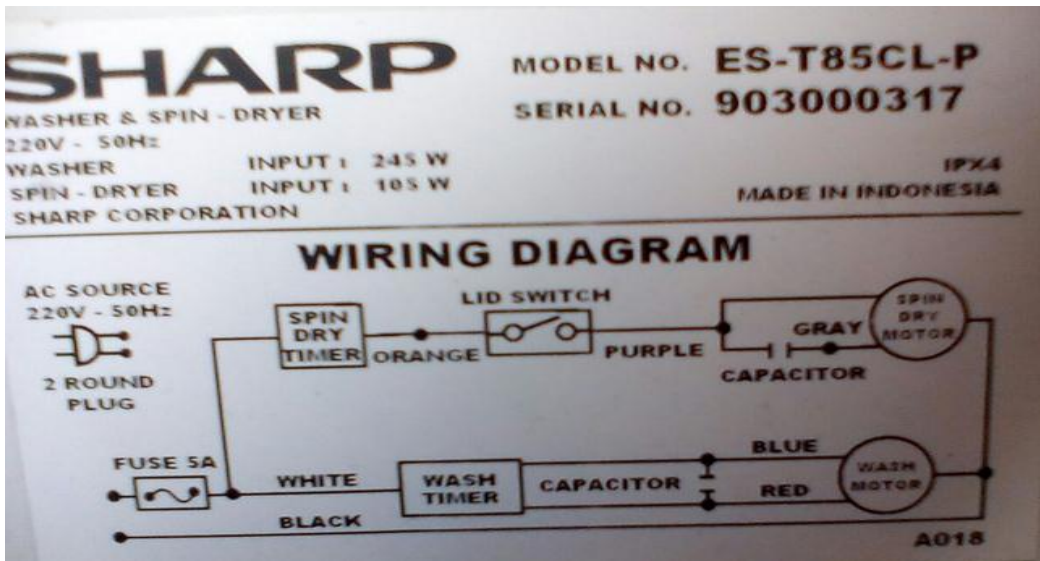 SHARP
MODEL NO. ES-T85CL-P
SERIAL NO. 903000317
WASHER & SPIN - DRYER
220V - 50Hz
WASHER INPUT : 245 W
SPIN - DRYER INPUT : 105 W
IPX4
MADE IN INDONESIA
SHARP CORPORATION
WIRING DIAGRAM
AC SOURCE
220V - 50Hz
2 ROUND
PLUG
SPIN
DRY
TIMER
ORANGE
LID SWITCH
PURPLE
GRAY
CAPACITOR
SPIN
DRY
MOTOR
FUSE 5A
WHITE
WASH
TIMER
CAPACITOR
BLUE
RED
WASH
MOTOR
BLACK
A018